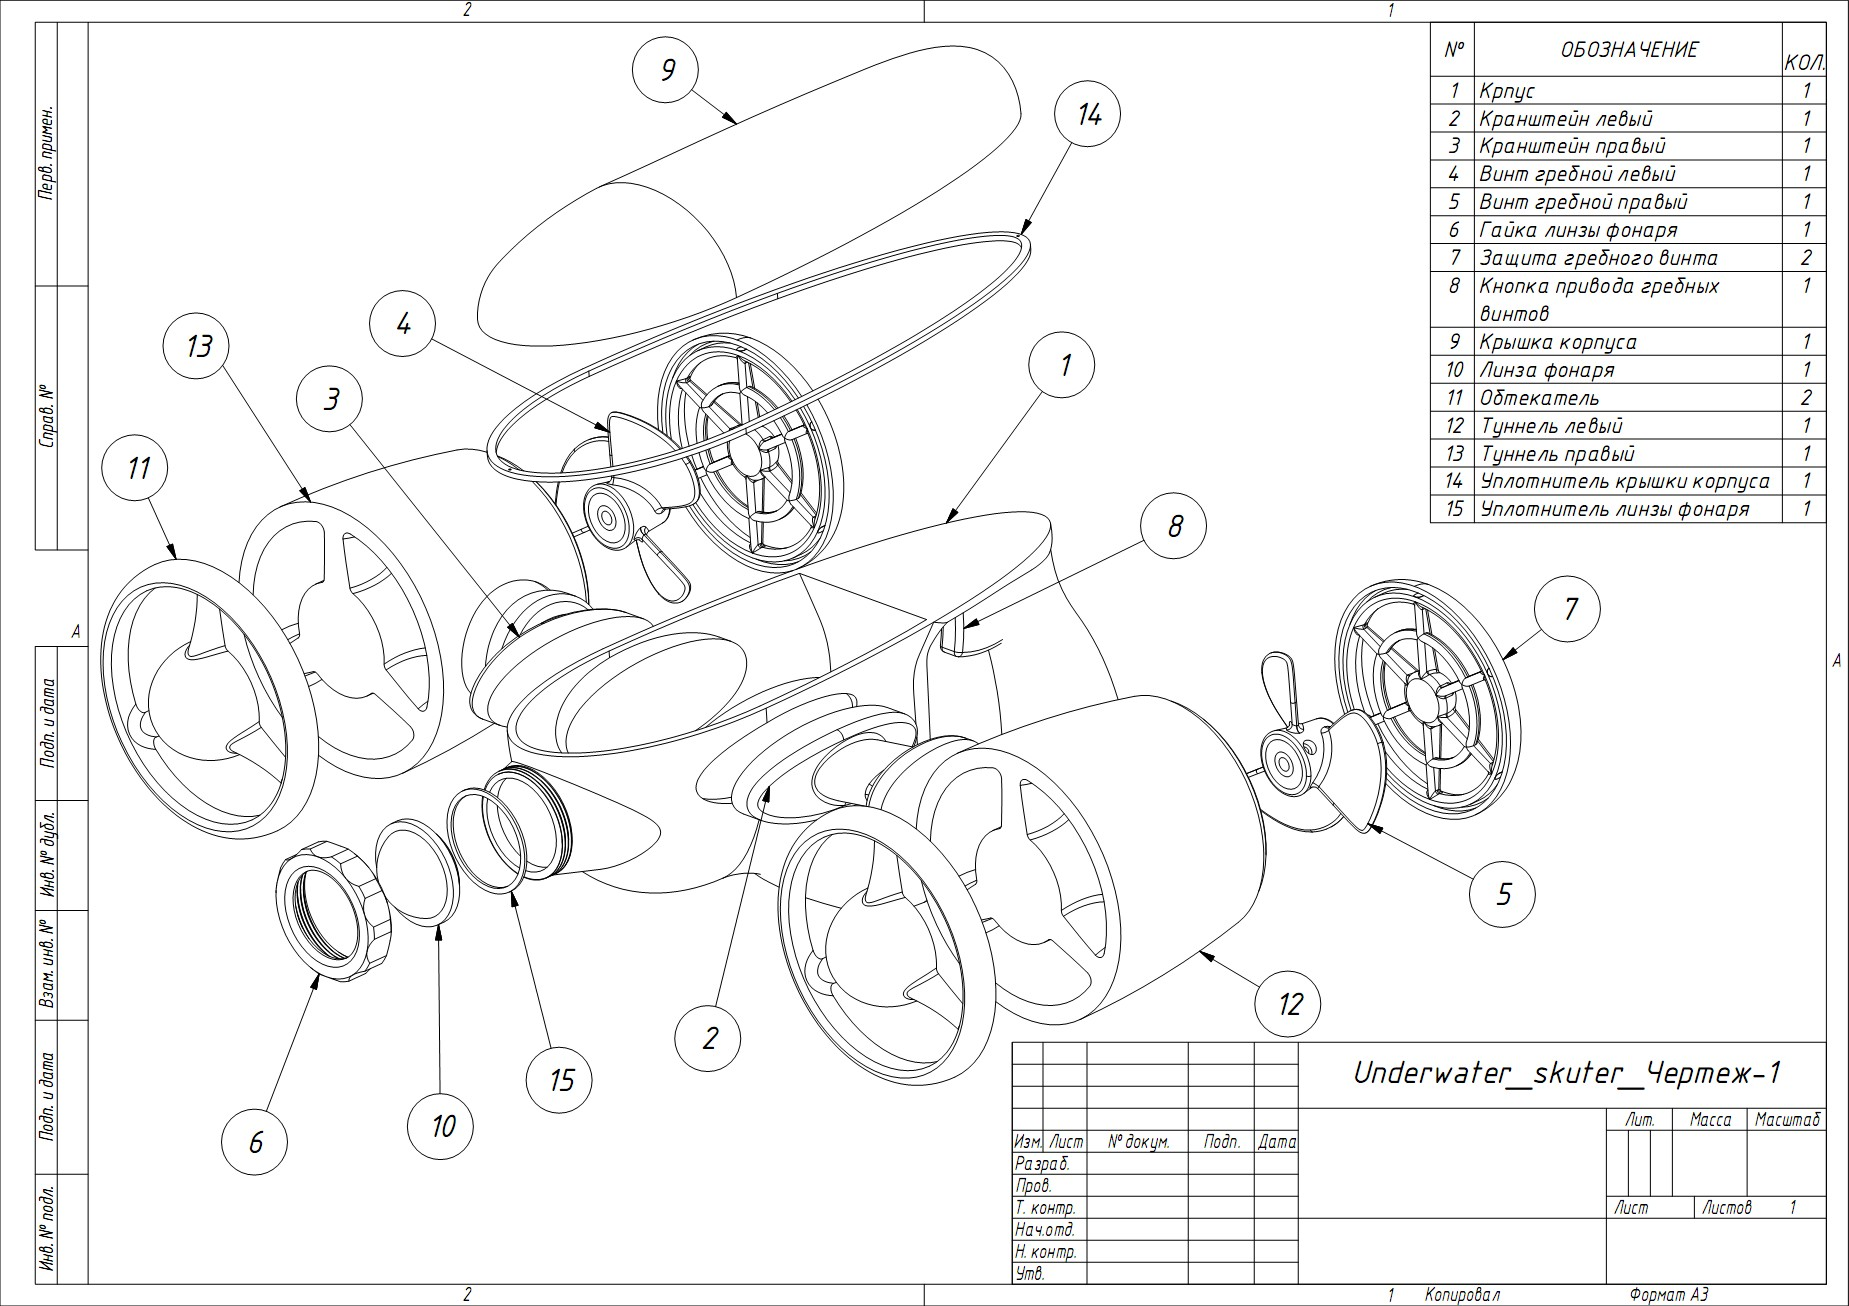 2 1
№ ОБОЗНАЧЕНИЕ КОЛ.
1 Крпус 1
2 Кранштейн левый 1
3 Кранштейн правый 1
4 Винт гребной левый 1
5 Винт гребной правый 1
6 Гайка линзы фонаря 1
7 Защита гребного винта 2
8 Кнопка привода гребных 1
винтов
9 Крышка корпуса 1
10 Линза фонаря 1
11 Обтекатель 2
12 Туннель левый 1
13 Туннель правый 1
14 Уплотнитель крышки корпуса 1
15 Уплотнитель линзы фонаря 1
9
14
4
13
3
1
11
8
7
5
12
2
15
10
6
Перв. примен.
Справ. №
А
А
Подп. и дата
Инв. № дубл.
Взам. инв. №
Подп. и дата
Инв. № подл.
Underwater_skuter_Чертеж-1
Лит. Масса Масштаб
Изм. Лист № докум. Подп. Дата
Разраб.
Пров.
Т. контр.
Лист Листов 1
Нач.отд.
Н. контр.
Утв.
2 1 Копировал Формат А3